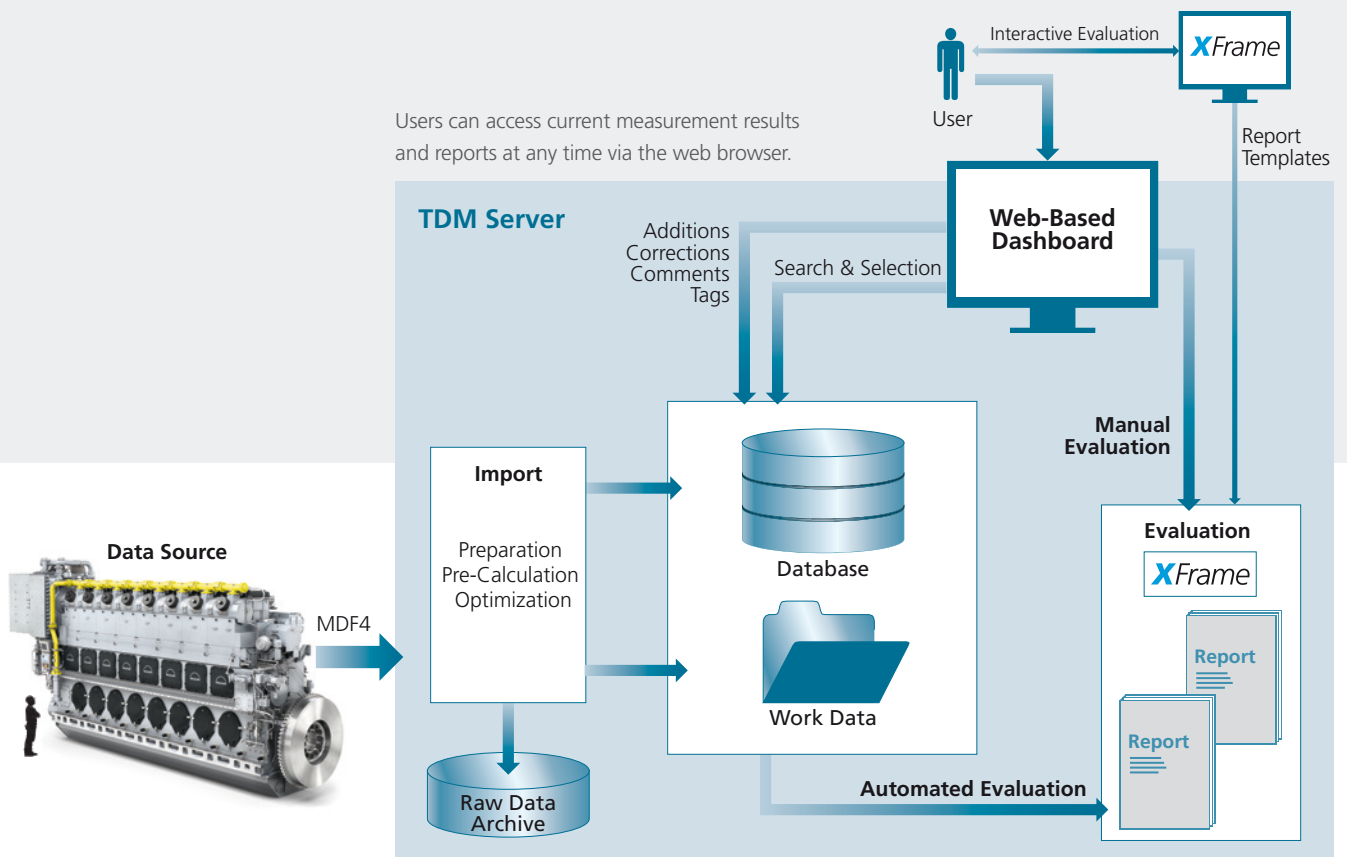 Interactive Evaluation
XFrame
User
Report
Templates
Users can access current measurement results
and reports at any time via the web browser.
TDM Server
Web-Based
Dashboard
Additions
Corrections
Comments
Tags
Search & Selection
Manual
Evaluation
Import
Preparation
Pre-Calculation
Optimization
Database
Work Data
Data Source
MDF4
Raw Data
Archive
Automated Evaluation
Evaluation
XFrame
Report
Report